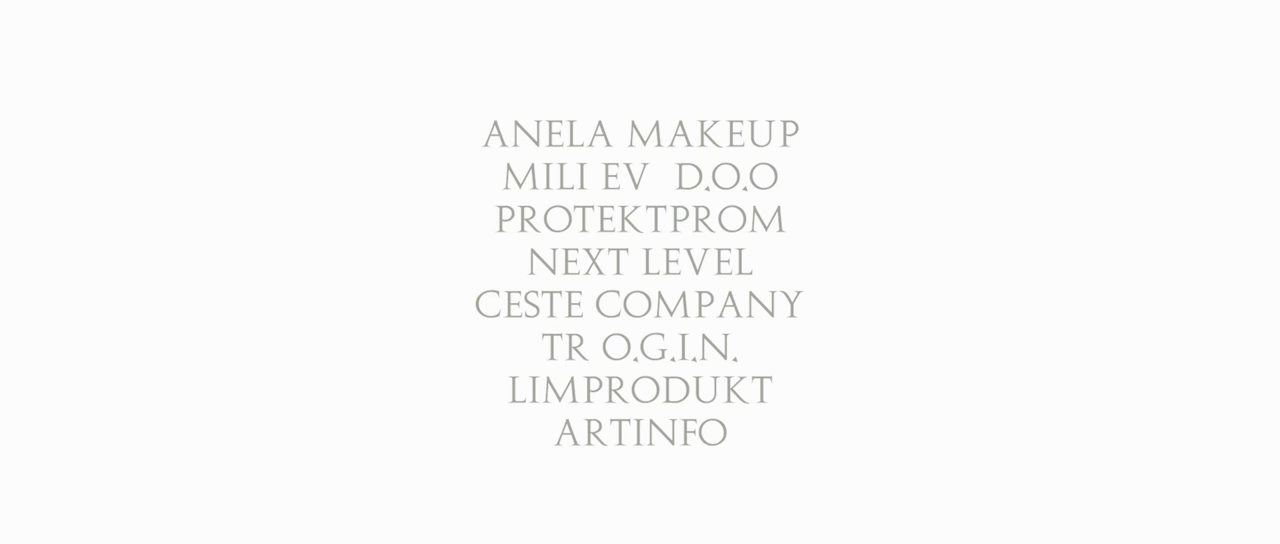 ANELA MAKEUP
MILI EV D.O.O
PROTEKTPROM
NEXT LEVEL
CESTE COMPANY
TR O.G.I.N.
LIMPRODUKT
ARTINFO